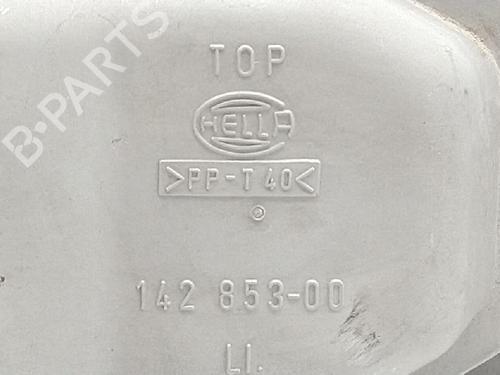 TOP
HELLA
>PP-T40<
142 853-00
LI.
B-PARTS